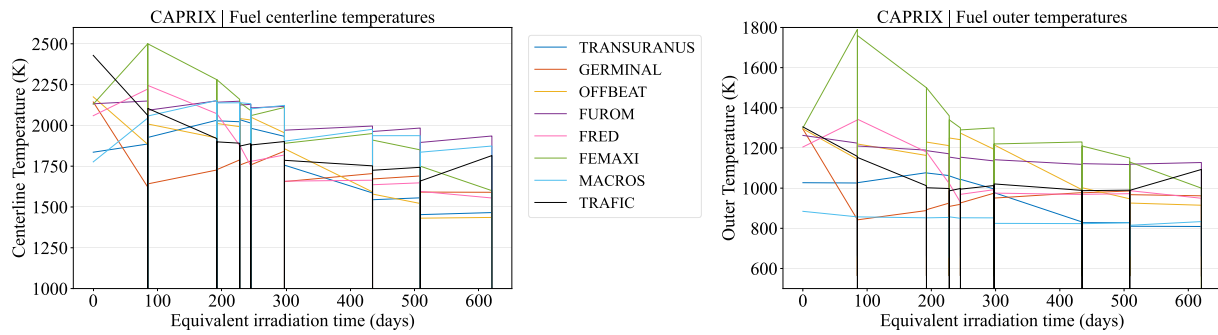 CAPRIX | Fuel centerline temperatures
Centerline Temperature (K)
2500
2250
2000
1750
1500
1250
1000
0 100 200 300 400 500 600
Equivalent irradiation time (days)
TRANSURANUS
GERMINAL
OFFBEAT
FUROM
FRED
FEMAXI
MACROS
TRAFIC
CAPRIX | Fuel outer temperatures
Outer Temperature (K)
1800
1600
1400
1200
1000
800
600
0 100 200 300 400 500 600
Equivalent irradiation time (days)